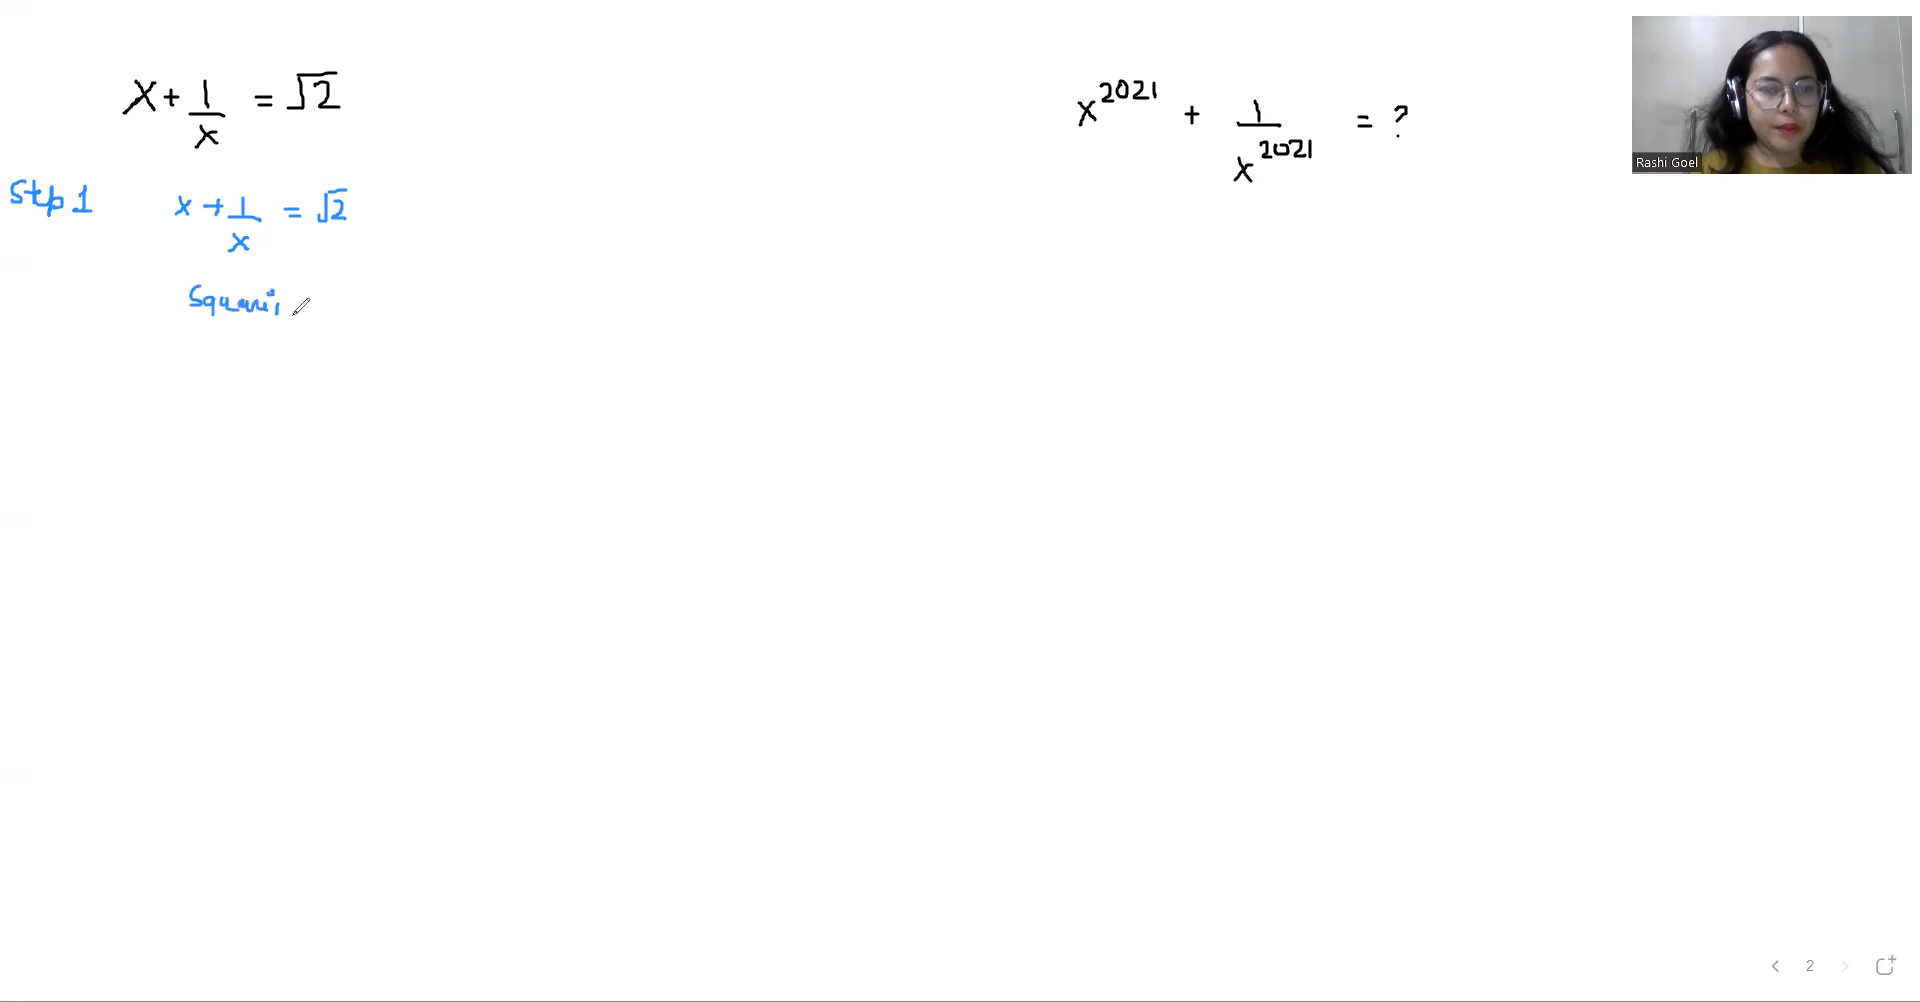 x + 1/x = √2
x^2021 + 1/x^2021 = ?
Rashi Goel
Step 1 x + 1/x = √2
Squari
2